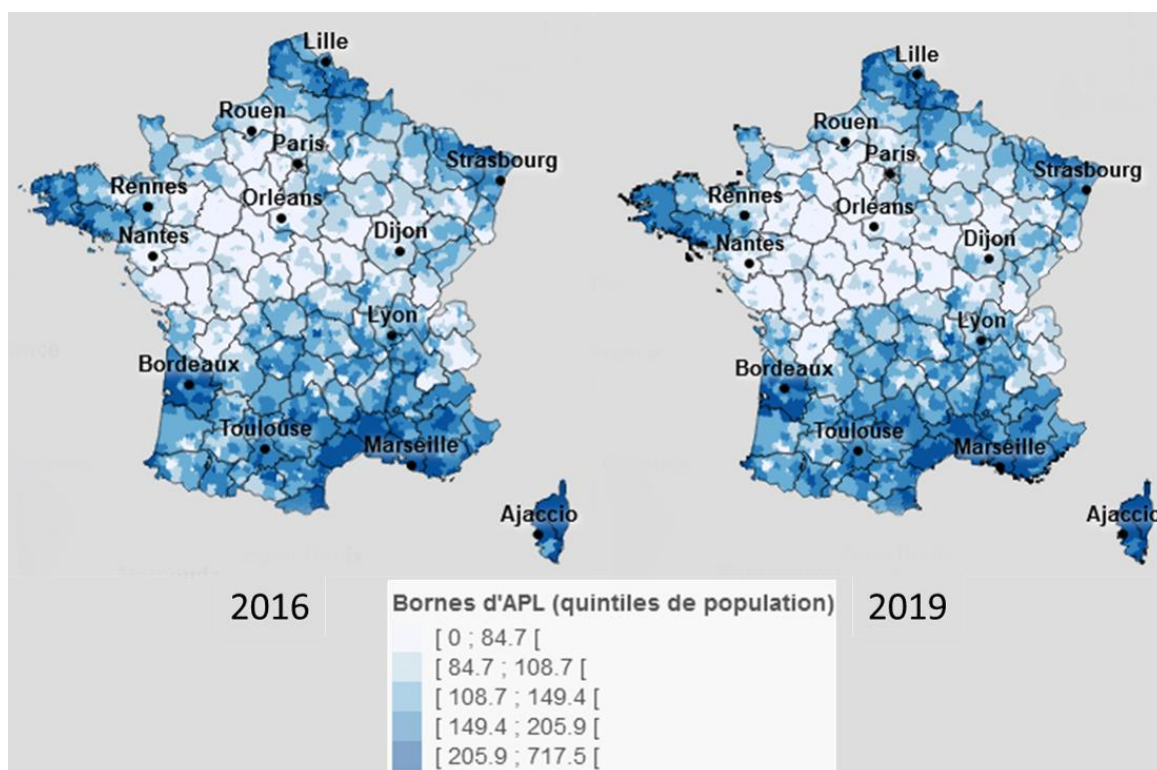 Lille
Rouen
Paris
Strasbourg
Rennes
Orléans
Nantes
Dijon
Lyon
Bordeaux
Toulouse
Marseille
Ajaccio
2016
Lille
Rouen
Paris
Strasbourg
Rennes
Orléans
Nantes
Dijon
Lyon
Bordeaux
Toulouse
Marseille
Ajaccio
2019
Bornes d'APL (quintiles de population)
[ 0 ; 84.7 [
[ 84.7 ; 108.7 [
[ 108.7 ; 149.4 [
[ 149.4 ; 205.9 [
[ 205.9 ; 717.5 [